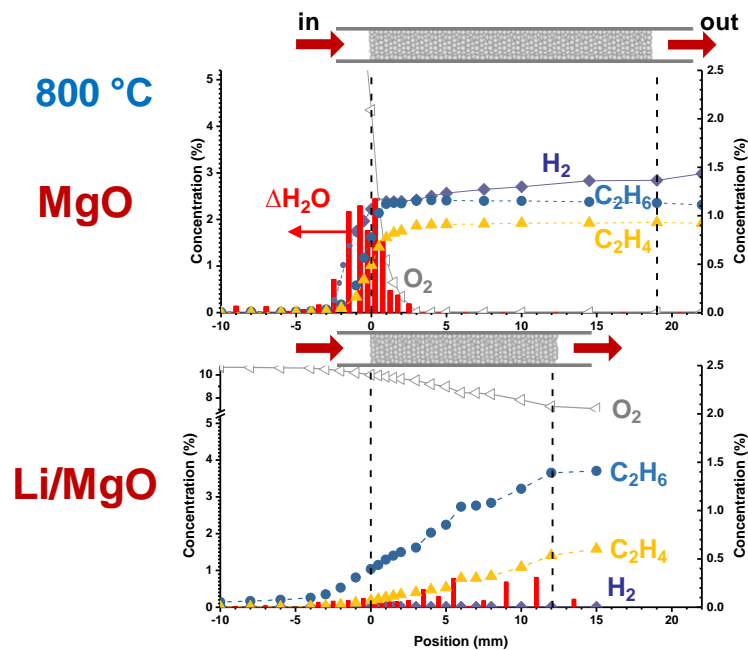 in
out
800 °C
MgO
Concentration (%)
5
4
3
2
1
0
ΔH₂O
H₂
C₂H₆
C₂H₄
O₂
2.5
2.0
1.5
1.0
0.5
0.0
Concentration (%)
-10
-5
0
5
10
15
20
Li/MgO
Concentration (%)
10
8
5
4
3
2
1
0
O₂
C₂H₆
C₂H₄
H₂
2.5
2.0
1.5
1.0
0.5
0.0
Concentration (%)
-10
-5
0
5
10
15
20
Position (mm)